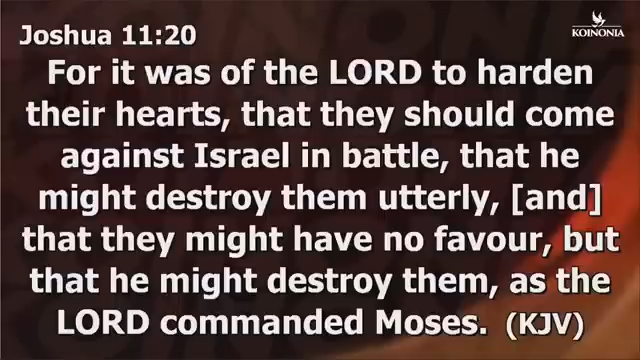 Joshua 11:20
KOINONIA
For it was of the LORD to harden
their hearts, that they should come
against Israel in battle, that he
might destroy them utterly, [and]
that they might have no favour, but
that he might destroy them, as the
LORD commanded Moses. (KJV)